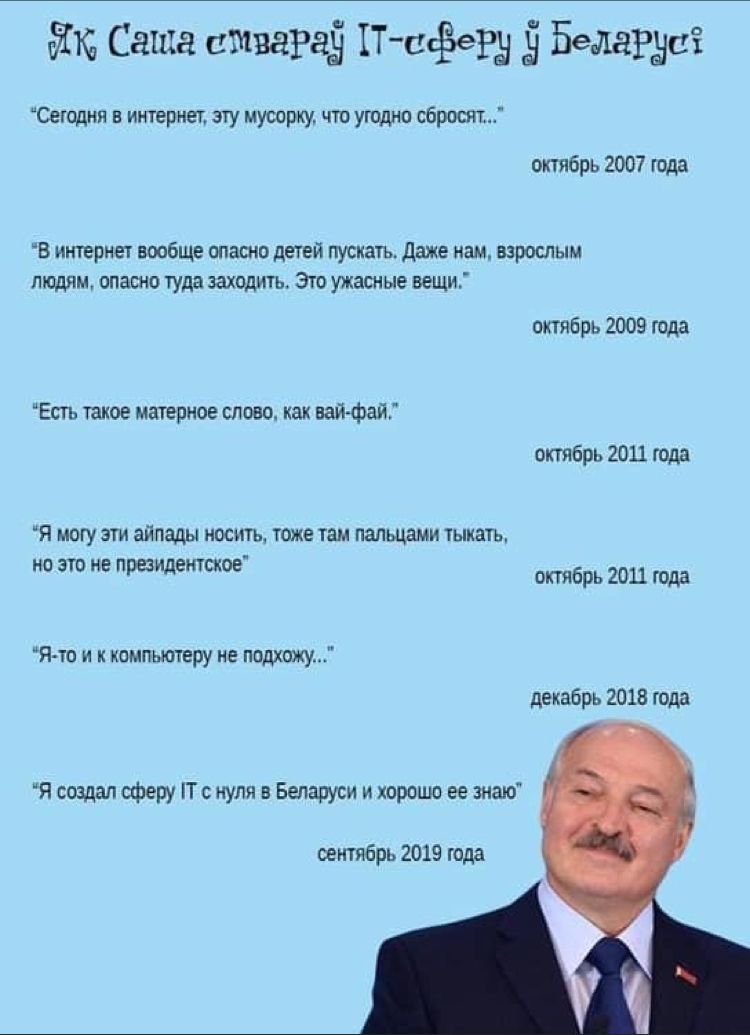 Як Саша ствараў IT-сферу ў Беларусі
“Сегодня в интернет, эту мусорку, что угодно сбросят...”
октябрь 2007 года
“В интернет вообще опасно детей пускать. Даже нам, взрослым
людям, опасно туда заходить. Это ужасные вещи.”
октябрь 2009 года
“Есть такое матерное слово, как вай-фай.”
октябрь 2011 года
“Я могу эти айпады носить, тоже там пальцами тыкать,
но это не президентское”
октябрь 2011 года
“Я-то и к компьютеру не подхожу...”
декабрь 2018 года
“Я создал сферу IT с нуля в Беларуси и хорошо ее знаю”
сентябрь 2019 года